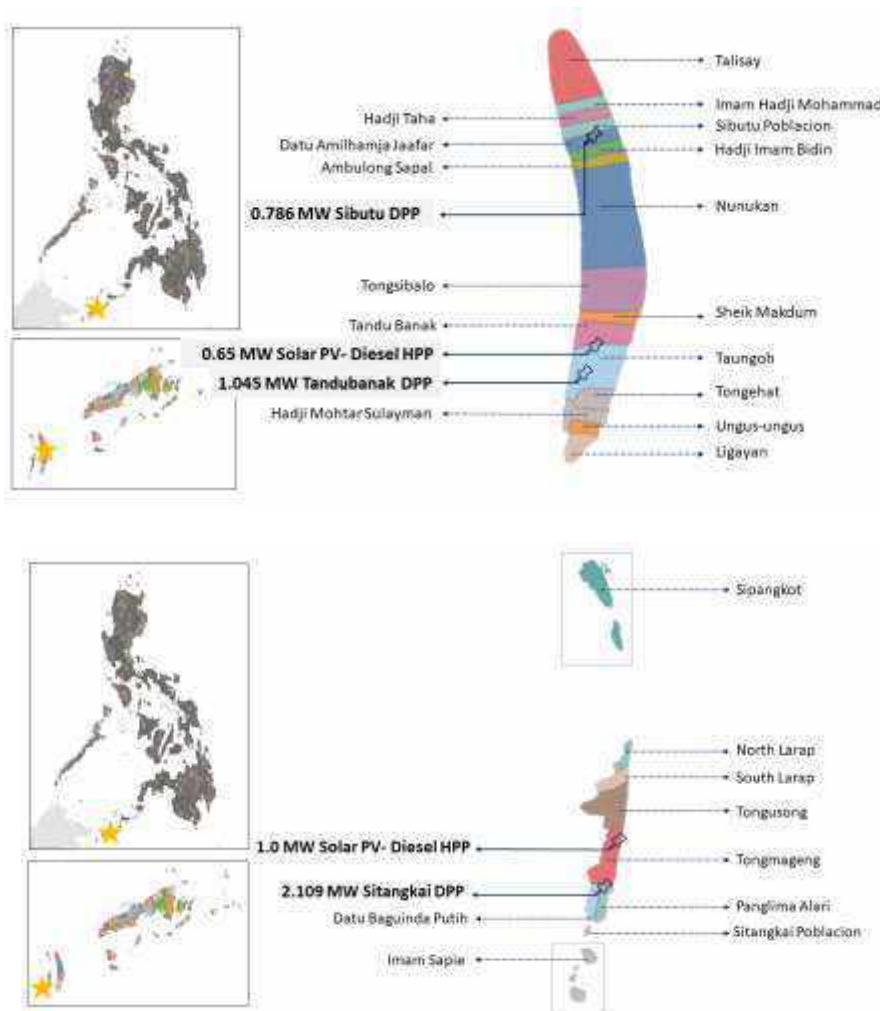 Talisay
Imam Hadji Mohammad
Hadji Taha
Sibutu Poblacion
Datu Amilhamja Jaafar
Hadji Imam Bidin
Ambulong Sapal
0.786 MW Sibutu DPP
Nunukan
Tongsibalo
Sheik Makdum
Tandu Banak
0.65 MW Solar PV- Diesel HPP
Taungoh
1.045 MW Tandubanak DPP
Tongehat
Hadji Mohtar Sulayman
Ungus-ungus
Ligayan
Sipangkot
North Larap
South Larap
Tongusong
1.0 MW Solar PV- Diesel HPP
Tongmageng
2.109 MW Sitangkai DPP
Panglima Alari
Datu Baguinda Putih
Sitangkai Poblacion
Imam Sapie